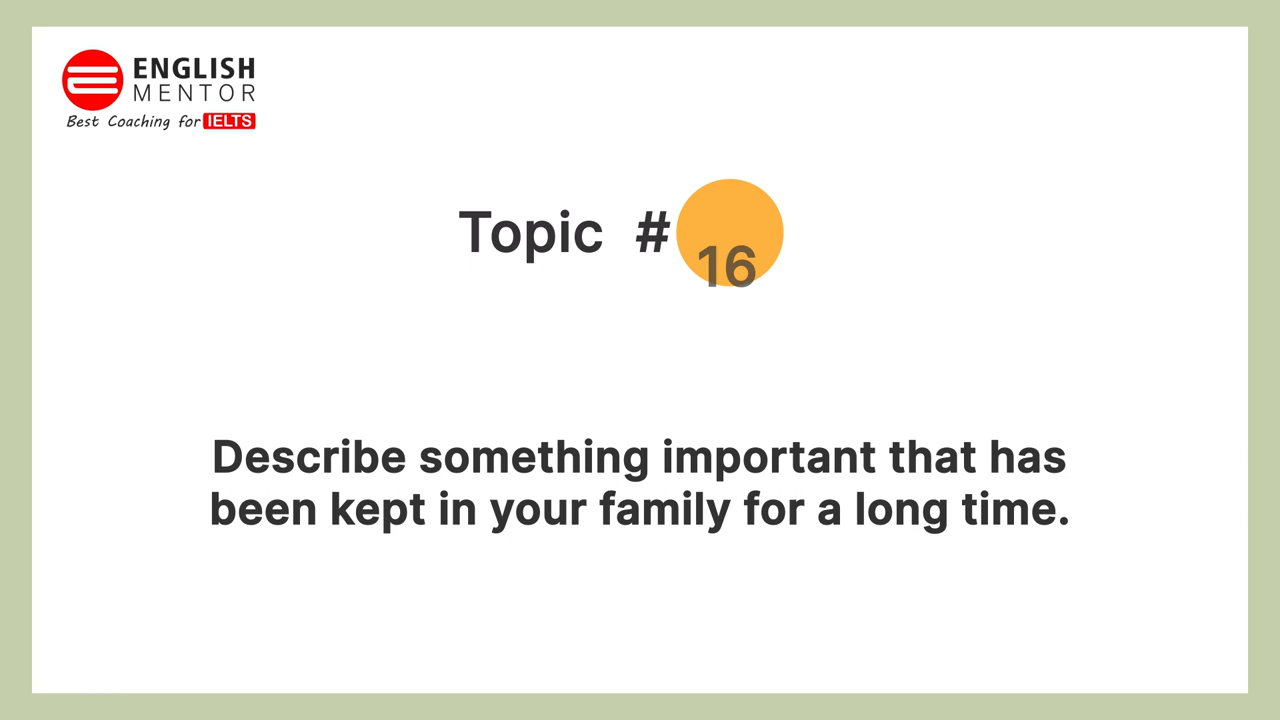 ENGLISH
MENTOR
Best Coaching for IELTS
Topic #16
Describe something important that has
been kept in your family for a long time.